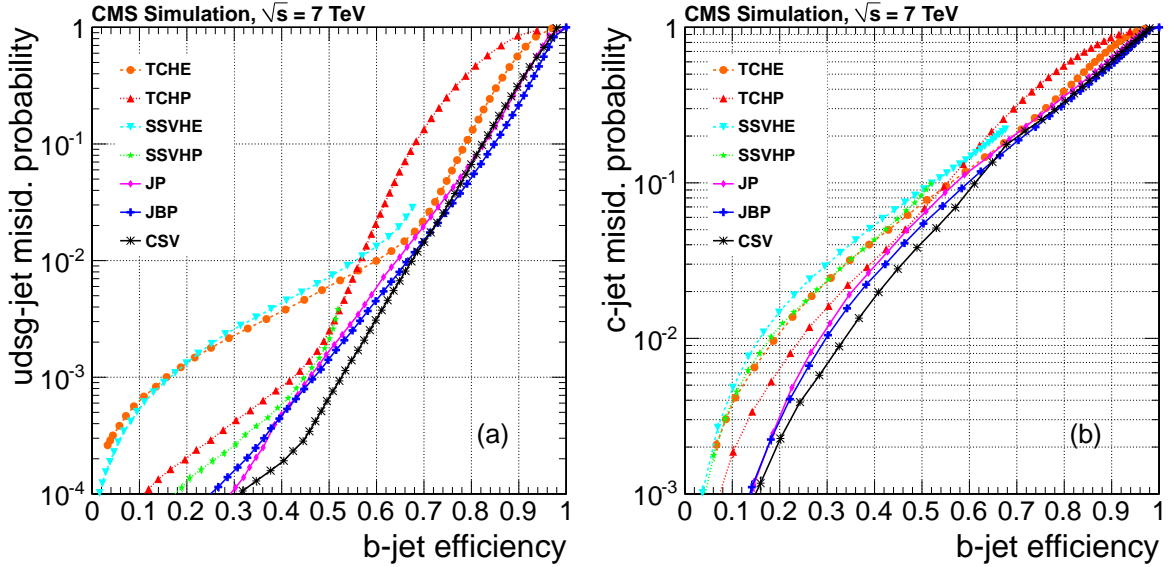 CMS Simulation, √s = 7 TeV
udsg-jet misid. probability
1
10⁻¹
10⁻²
10⁻³
10⁻⁴
TCHE
TCHP
SSVHE
SSVHP
JP
JBP
CSV
(a)
0 0.1 0.2 0.3 0.4 0.5 0.6 0.7 0.8 0.9 1
b-jet efficiency
CMS Simulation, √s = 7 TeV
c-jet misid. probability
1
10⁻¹
10⁻²
10⁻³
TCHE
TCHP
SSVHE
SSVHP
JP
JBP
CSV
(b)
0 0.1 0.2 0.3 0.4 0.5 0.6 0.7 0.8 0.9 1
b-jet efficiency